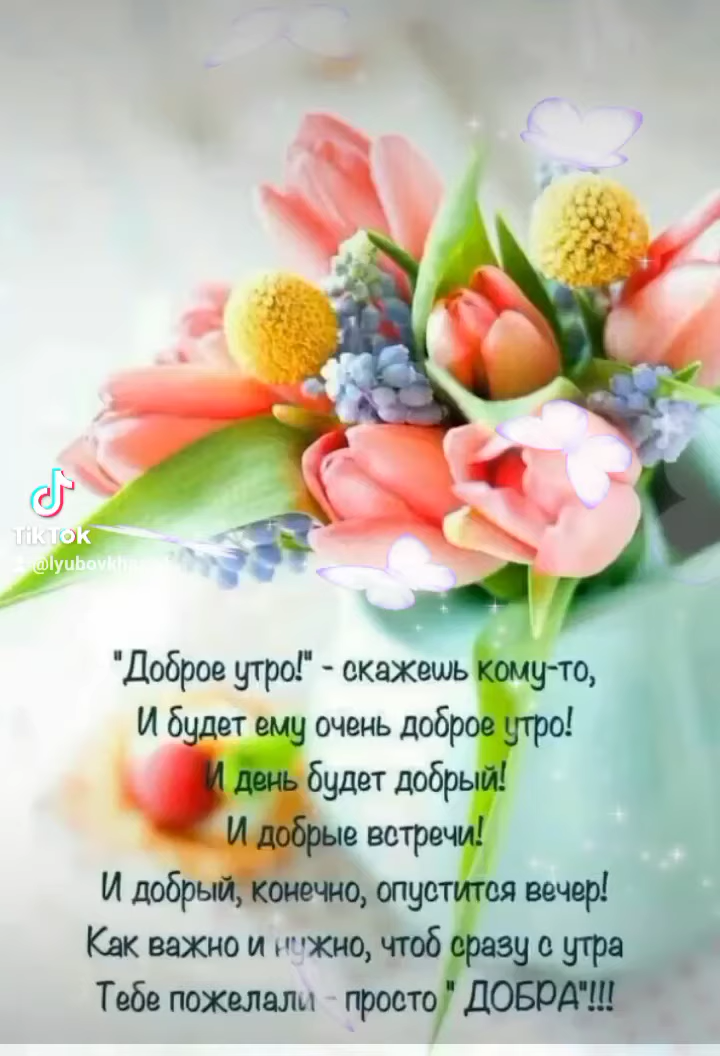 TikTok
"Доброе утро!" - скажешь кому-то,
И будет ему очень доброе утро!
И день будет добрый!
И добрые встречи!
И добрый, конечно, опустится вечер!
Как важно и нужно, чтоб сразу с утра
Тебе пожелали - просто " ДОБРА"!!!